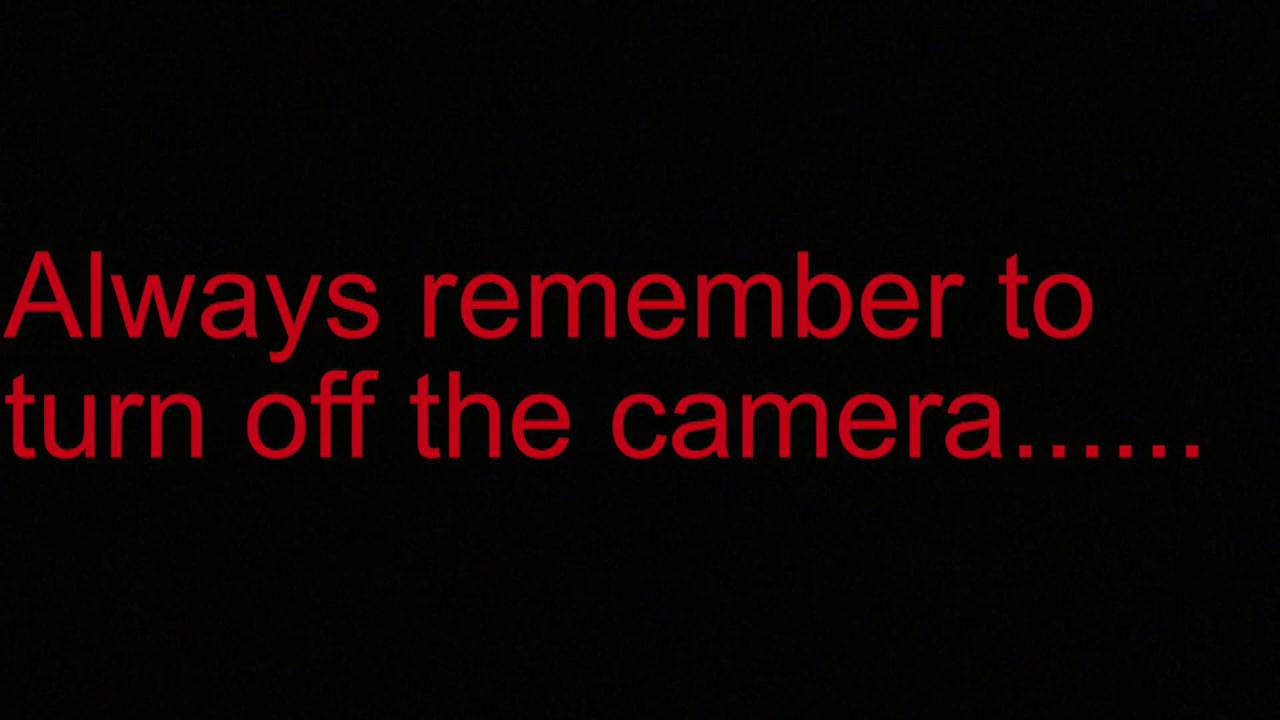 Always remember to
turn off the camera......